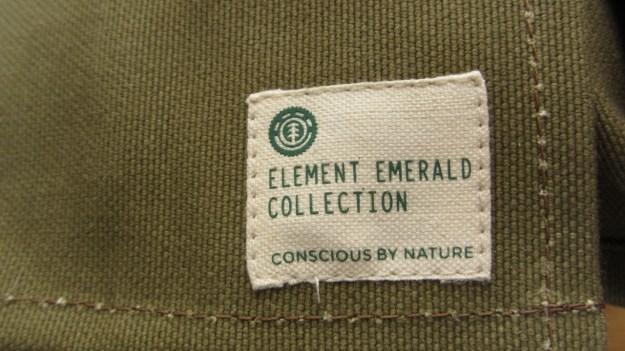 ELEMENT EMERALD
COLLECTION
CONSCIOUS BY NATURE